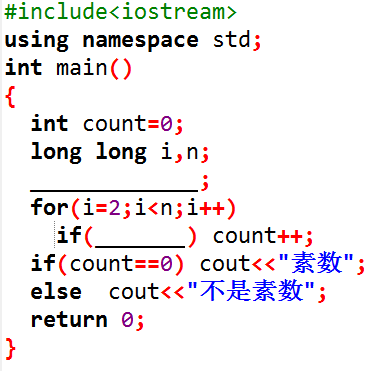 #include<iostream>
using namespace std;
int main()
{
  int count=0;
  long long i,n;
  _____________;
  for(i=2;i<n;i++)
    if(_______) count++;
  if(count==0) cout<<"素数";
  else  cout<<"不是素数";
  return 0;
}